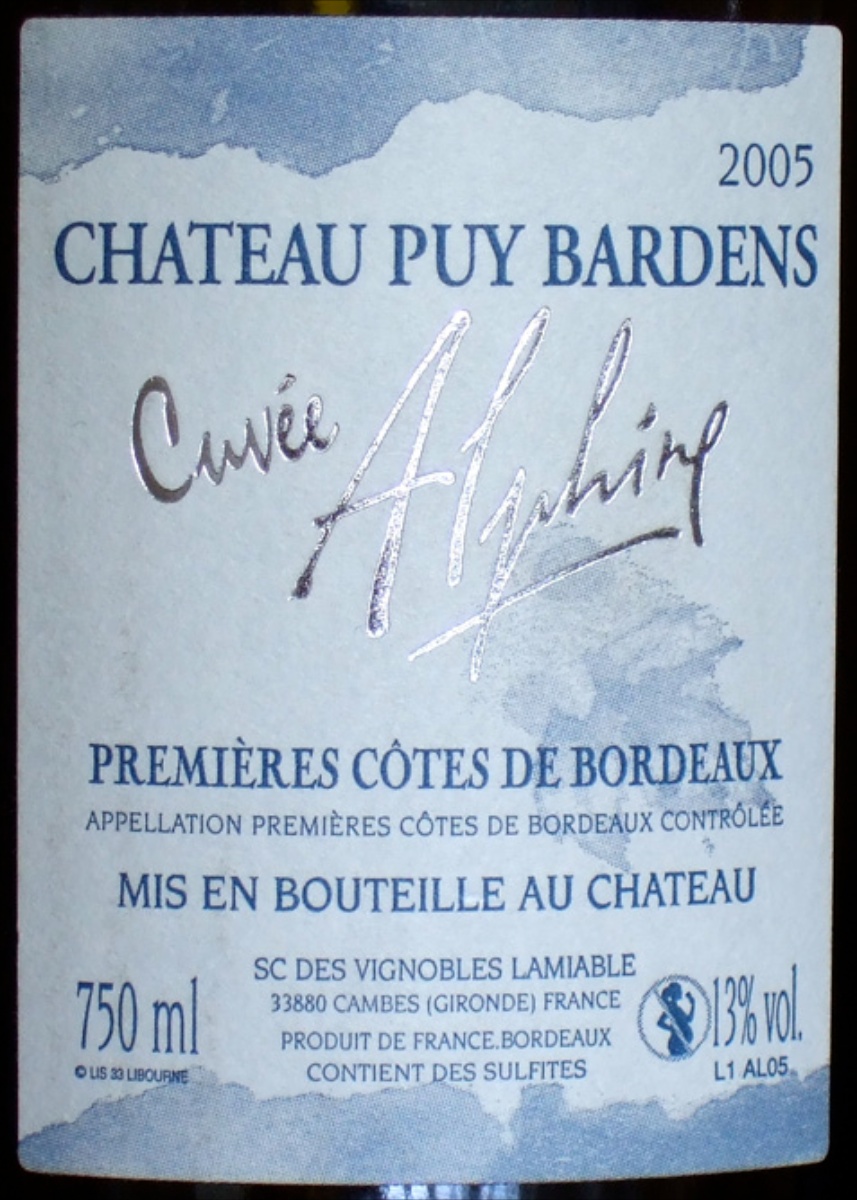 2005
CHATEAU PUY BARDENS
Cuvée Alphine
PREMIÈRES CÔTES DE BORDEAUX
APPELLATION PREMIÈRES CÔTES DE BORDEAUX CONTRÔLÉE
MIS EN BOUTEILLE AU CHATEAU
SC DES VIGNOBLES LAMIABLE
33880 CAMBES (GIRONDE) FRANCE
750 ml
13% vol.
PRODUIT DE FRANCE.BORDEAUX
© LIS 33 LIBOURNE
CONTIENT DES SULFITES
L1 AL05